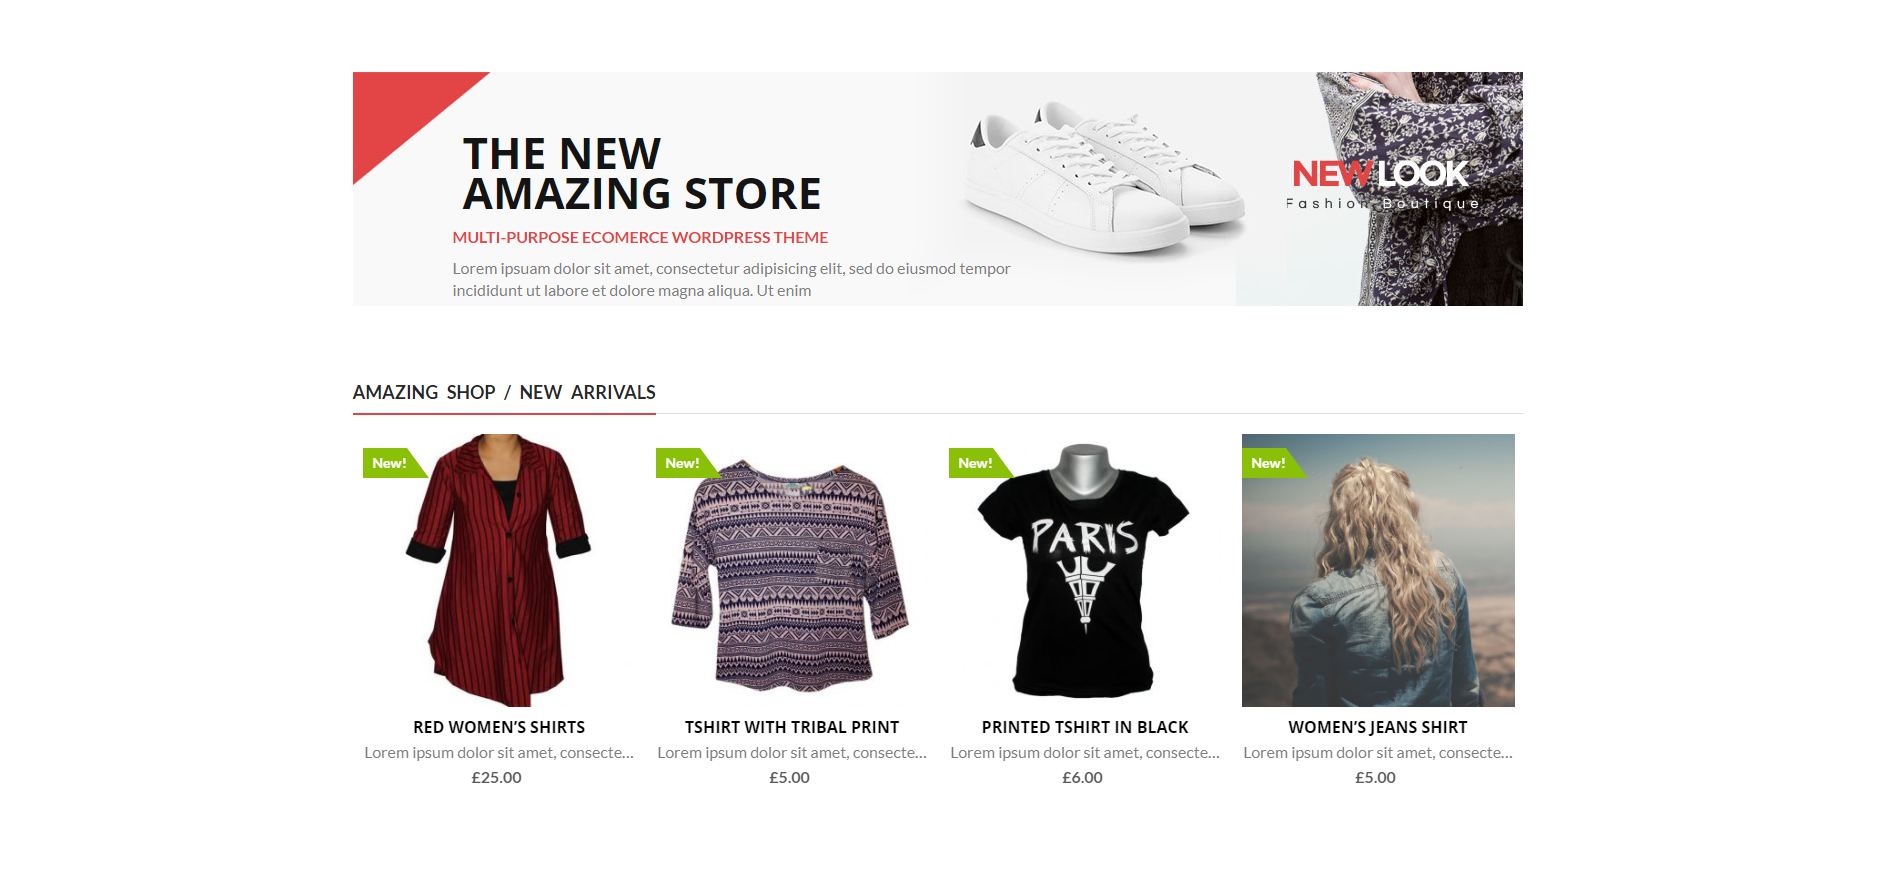 THE NEW
AMAZING STORE
MULTI-PURPOSE ECOMERCE WORDPRESS THEME
Lorem ipsuam dolor sit amet, consectetur adipisicing elit, sed do eiusmod tempor
incididunt ut labore et dolore magna aliqua. Ut enim
NEW LOOK
Fashion Boutique
AMAZING SHOP / NEW ARRIVALS
New!
New!
New!
New!
PARIS
RED WOMEN’S SHIRTS
TSHIRT WITH TRIBAL PRINT
PRINTED TSHIRT IN BLACK
WOMEN’S JEANS SHIRT
Lorem ipsum dolor sit amet, consecte...
Lorem ipsum dolor sit amet, consecte...
Lorem ipsum dolor sit amet, consecte...
Lorem ipsum dolor sit amet, consecte...
£25.00
£5.00
£6.00
£5.00